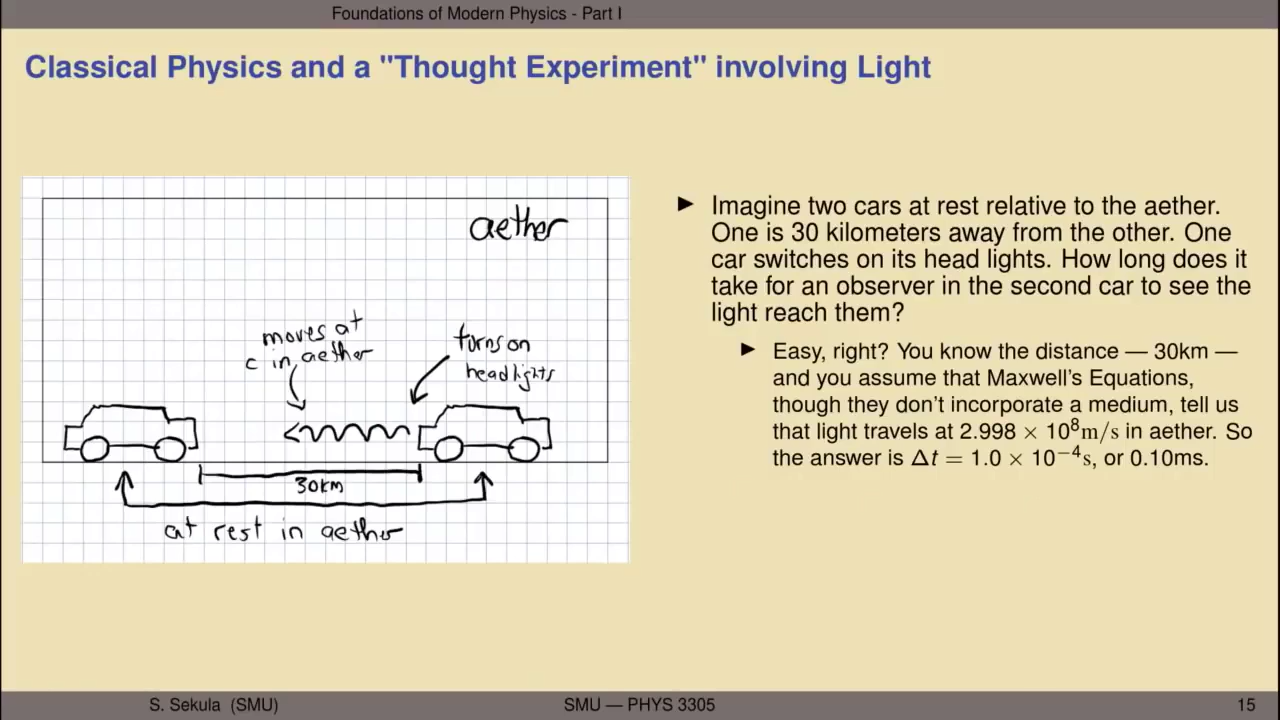 Foundations of Modern Physics - Part I
Classical Physics and a "Thought Experiment" involving Light
aether
moves at
c in aether
turns on
headlights
30km
at rest in aether
► Imagine two cars at rest relative to the aether.
One is 30 kilometers away from the other. One
car switches on its head lights. How long does it
take for an observer in the second car to see the
light reach them?
► Easy, right? You know the distance — 30km —
and you assume that Maxwell's Equations,
though they don't incorporate a medium, tell us
that light travels at 2.998 × 10⁸m/s in aether. So
the answer is Δt = 1.0 × 10⁻⁴s, or 0.10ms.
S. Sekula (SMU)
SMU — PHYS 3305
15